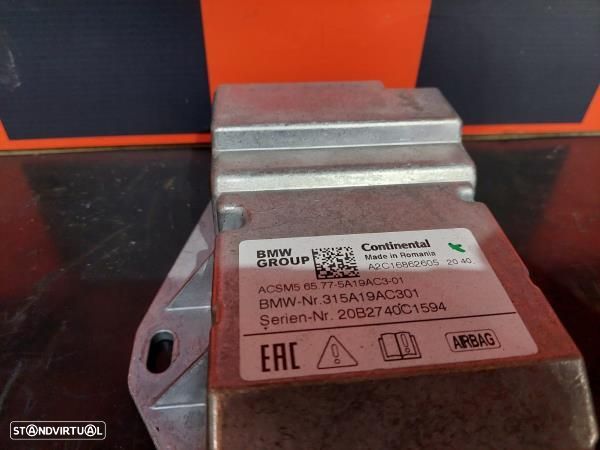 BMW
GROUP
Continental
Made in Romania
A2C16862605 20 40
ACSM5 65.77-5A19AC3-01
BMW-Nr.315A19AC301
Şerien-Nr. 20B2740C1594
EAC
AIRBAG
STANDVIRTUAL